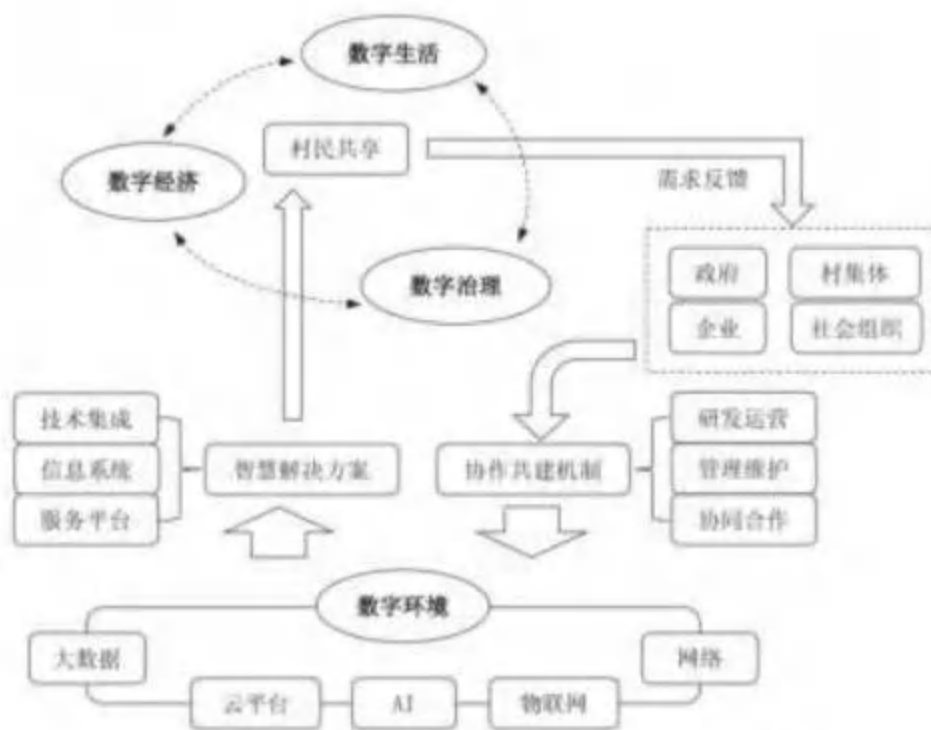 数字生活
村民共享
数字经济
需求反馈
数字治理
政府
村集体
企业
社会组织
技术集成
信息系统
服务平台
智慧解决方案
协作共建机制
研发运营
管理维护
协同合作
数字环境
大数据
网络
云平台
AI
物联网